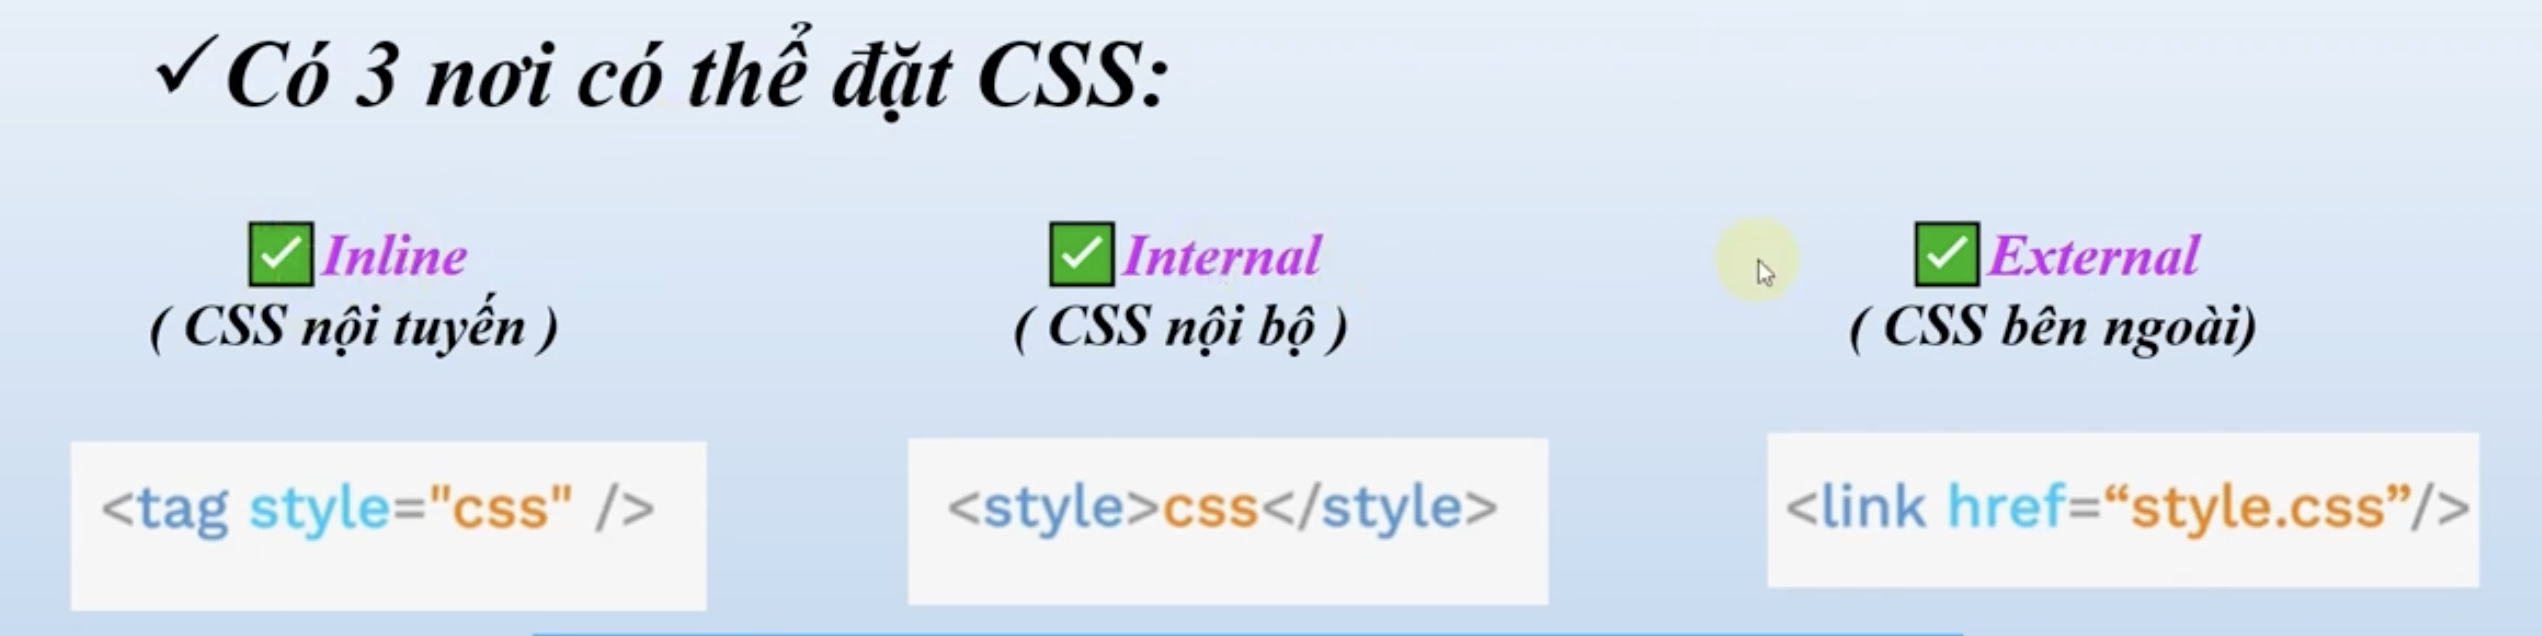 ✓Có 3 nơi có thể đặt CSS:
✅Inline
( CSS nội tuyến )
<tag style="css" />
✅Internal
( CSS nội bộ )
<style>css</style>
✅External
( CSS bên ngoài)
<link href=“style.css”/>